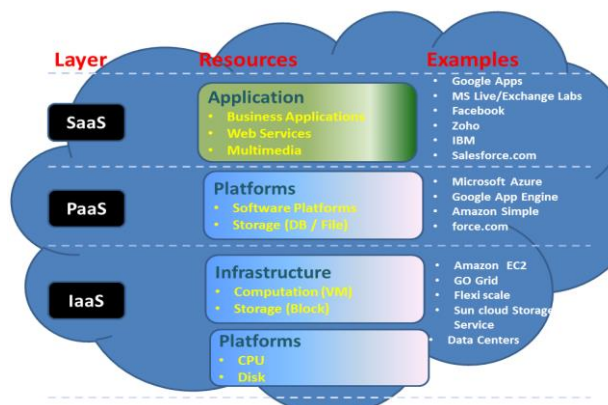 Layer
Resources
Examples
SaaS
Application
• Business Applications
• Web Services
• Multimedia
• Google Apps
• MS Live/Exchange Labs
• Facebook
• Zoho
• IBM
• Salesforce.com
PaaS
Platforms
• Software Platforms
• Storage (DB / File)
• Microsoft Azure
• Google App Engine
• Amazon Simple
• force.com
IaaS
Infrastructure
• Computation (VM)
• Storage (Block)
• Amazon EC2
• GO Grid
• Flexi scale
• Sun cloud Storage
Service
• Data Centers
Platforms
• CPU
• Disk